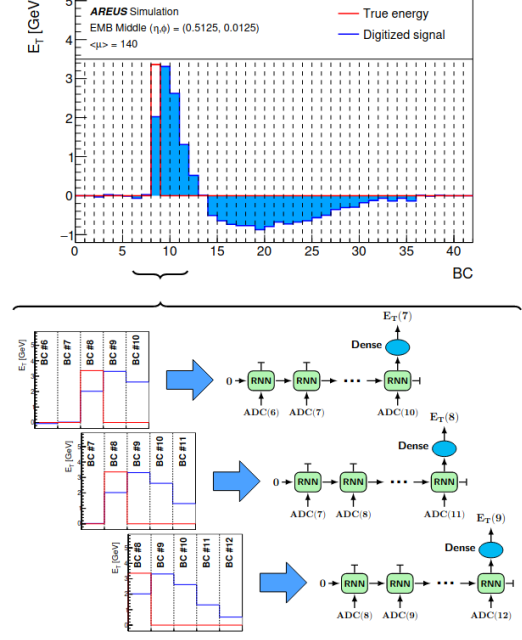 AREUS Simulation
EMB Middle (η,ϕ) = (0.5125, 0.0125)
<μ> = 140
True energy
Digitized signal
E_T [GeV]
5
4
3
2
1
0
−1
0
5
10
15
20
25
30
35
40
BC
E_T [GeV]
BC #6
BC #7
BC #8
BC #9
BC #10
0
E_T(7)
Dense
0
RNN
RNN
···
RNN
ADC(6)
ADC(7)
ADC(10)
E_T [GeV]
BC #7
BC #8
BC #9
BC #10
BC #11
0
E_T(8)
Dense
0
RNN
RNN
···
RNN
ADC(7)
ADC(8)
ADC(11)
E_T [GeV]
BC #8
BC #9
BC #10
BC #11
BC #12
0
E_T(9)
Dense
0
RNN
RNN
···
RNN
ADC(8)
ADC(9)
ADC(12)